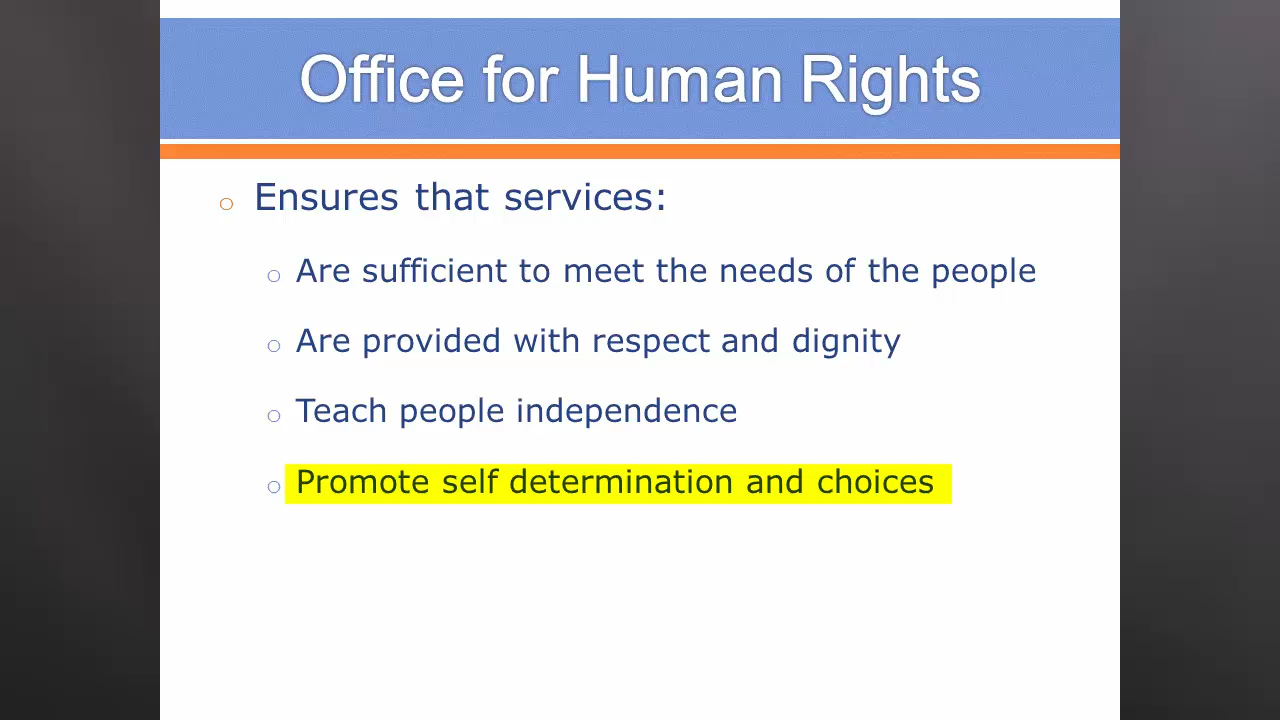 Office for Human Rights
Ensures that services:
Are sufficient to meet the needs of the people
Are provided with respect and dignity
Teach people independence
Promote self determination and choices